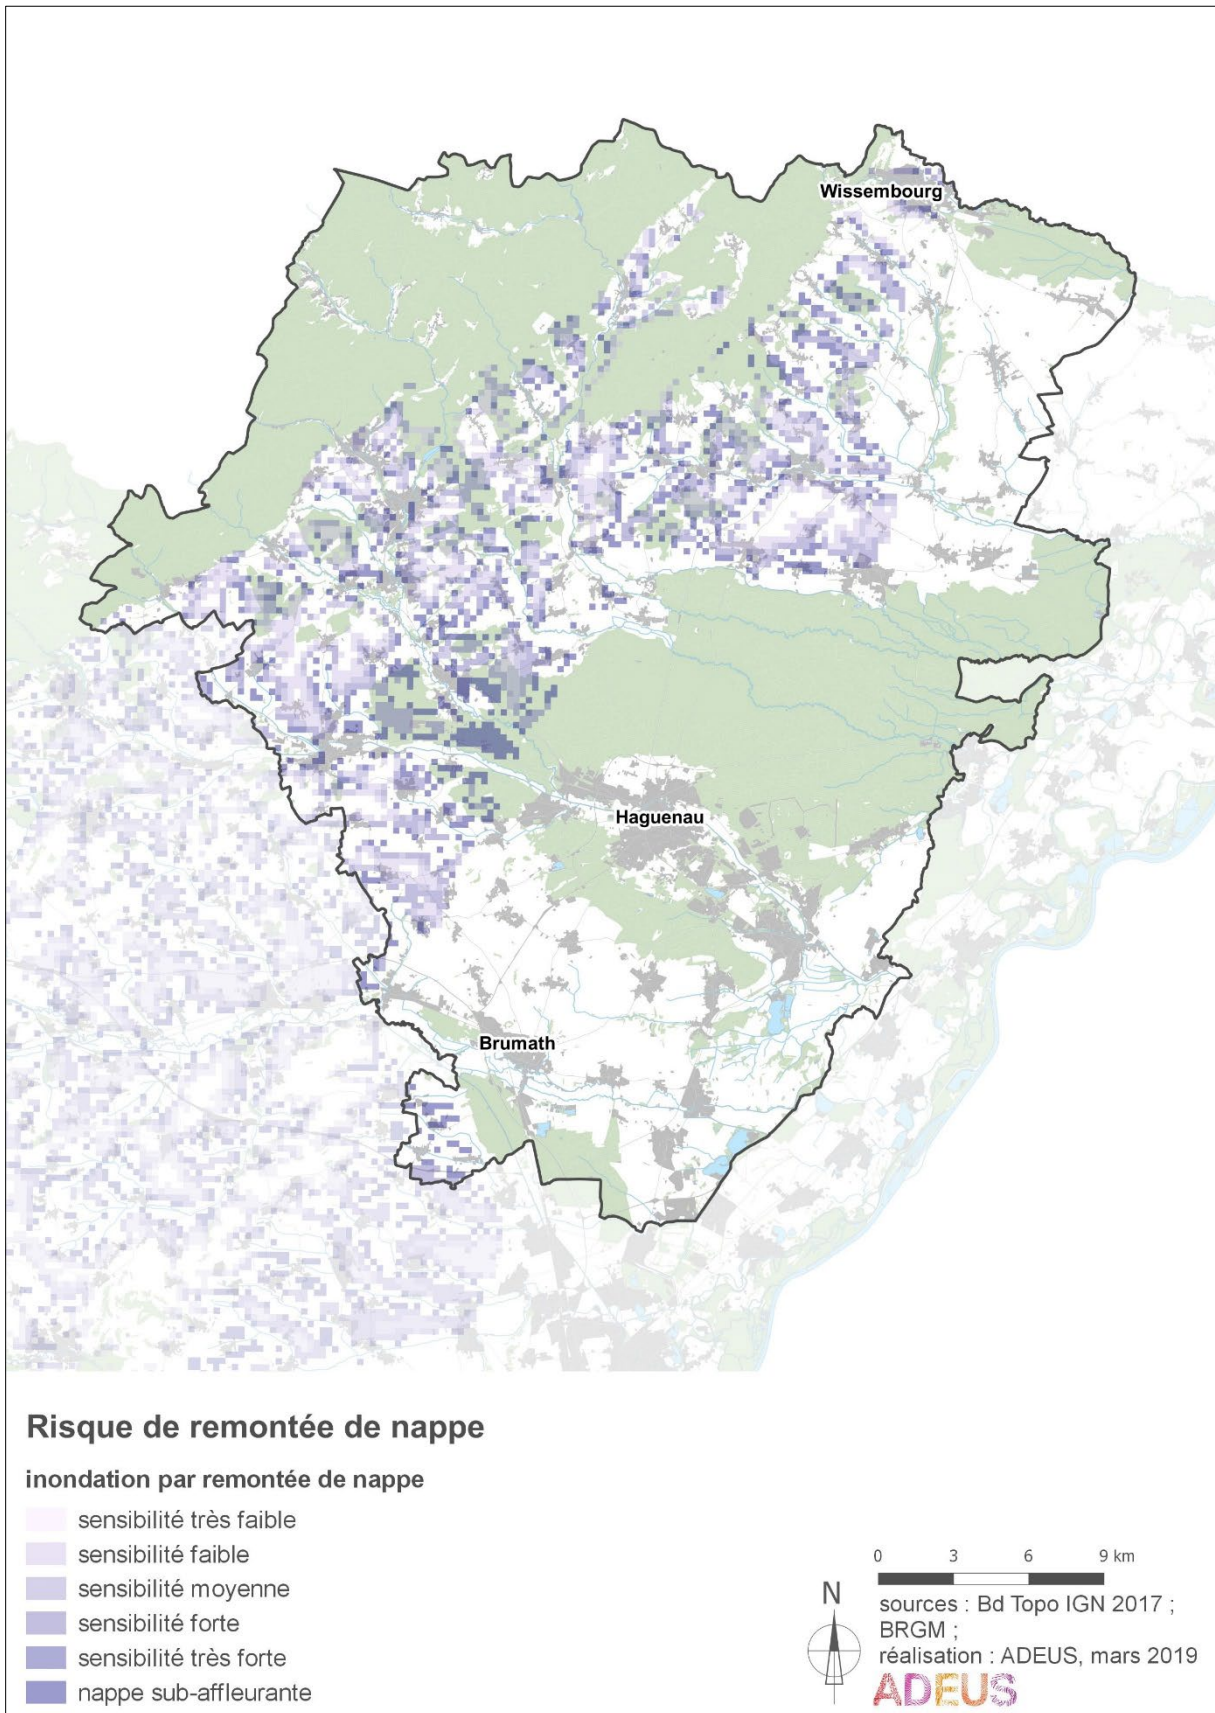 Wissembourg
Haguenau
Brumath
Risque de remontée de nappe
inondation par remontée de nappe
sensibilité très faible
sensibilité faible
sensibilité moyenne
sensibilité forte
sensibilité très forte
nappe sub-affleurante
0 3 6 9 km
N
sources : Bd Topo IGN 2017 ;
BRGM ;
réalisation : ADEUS, mars 2019
ADEUS